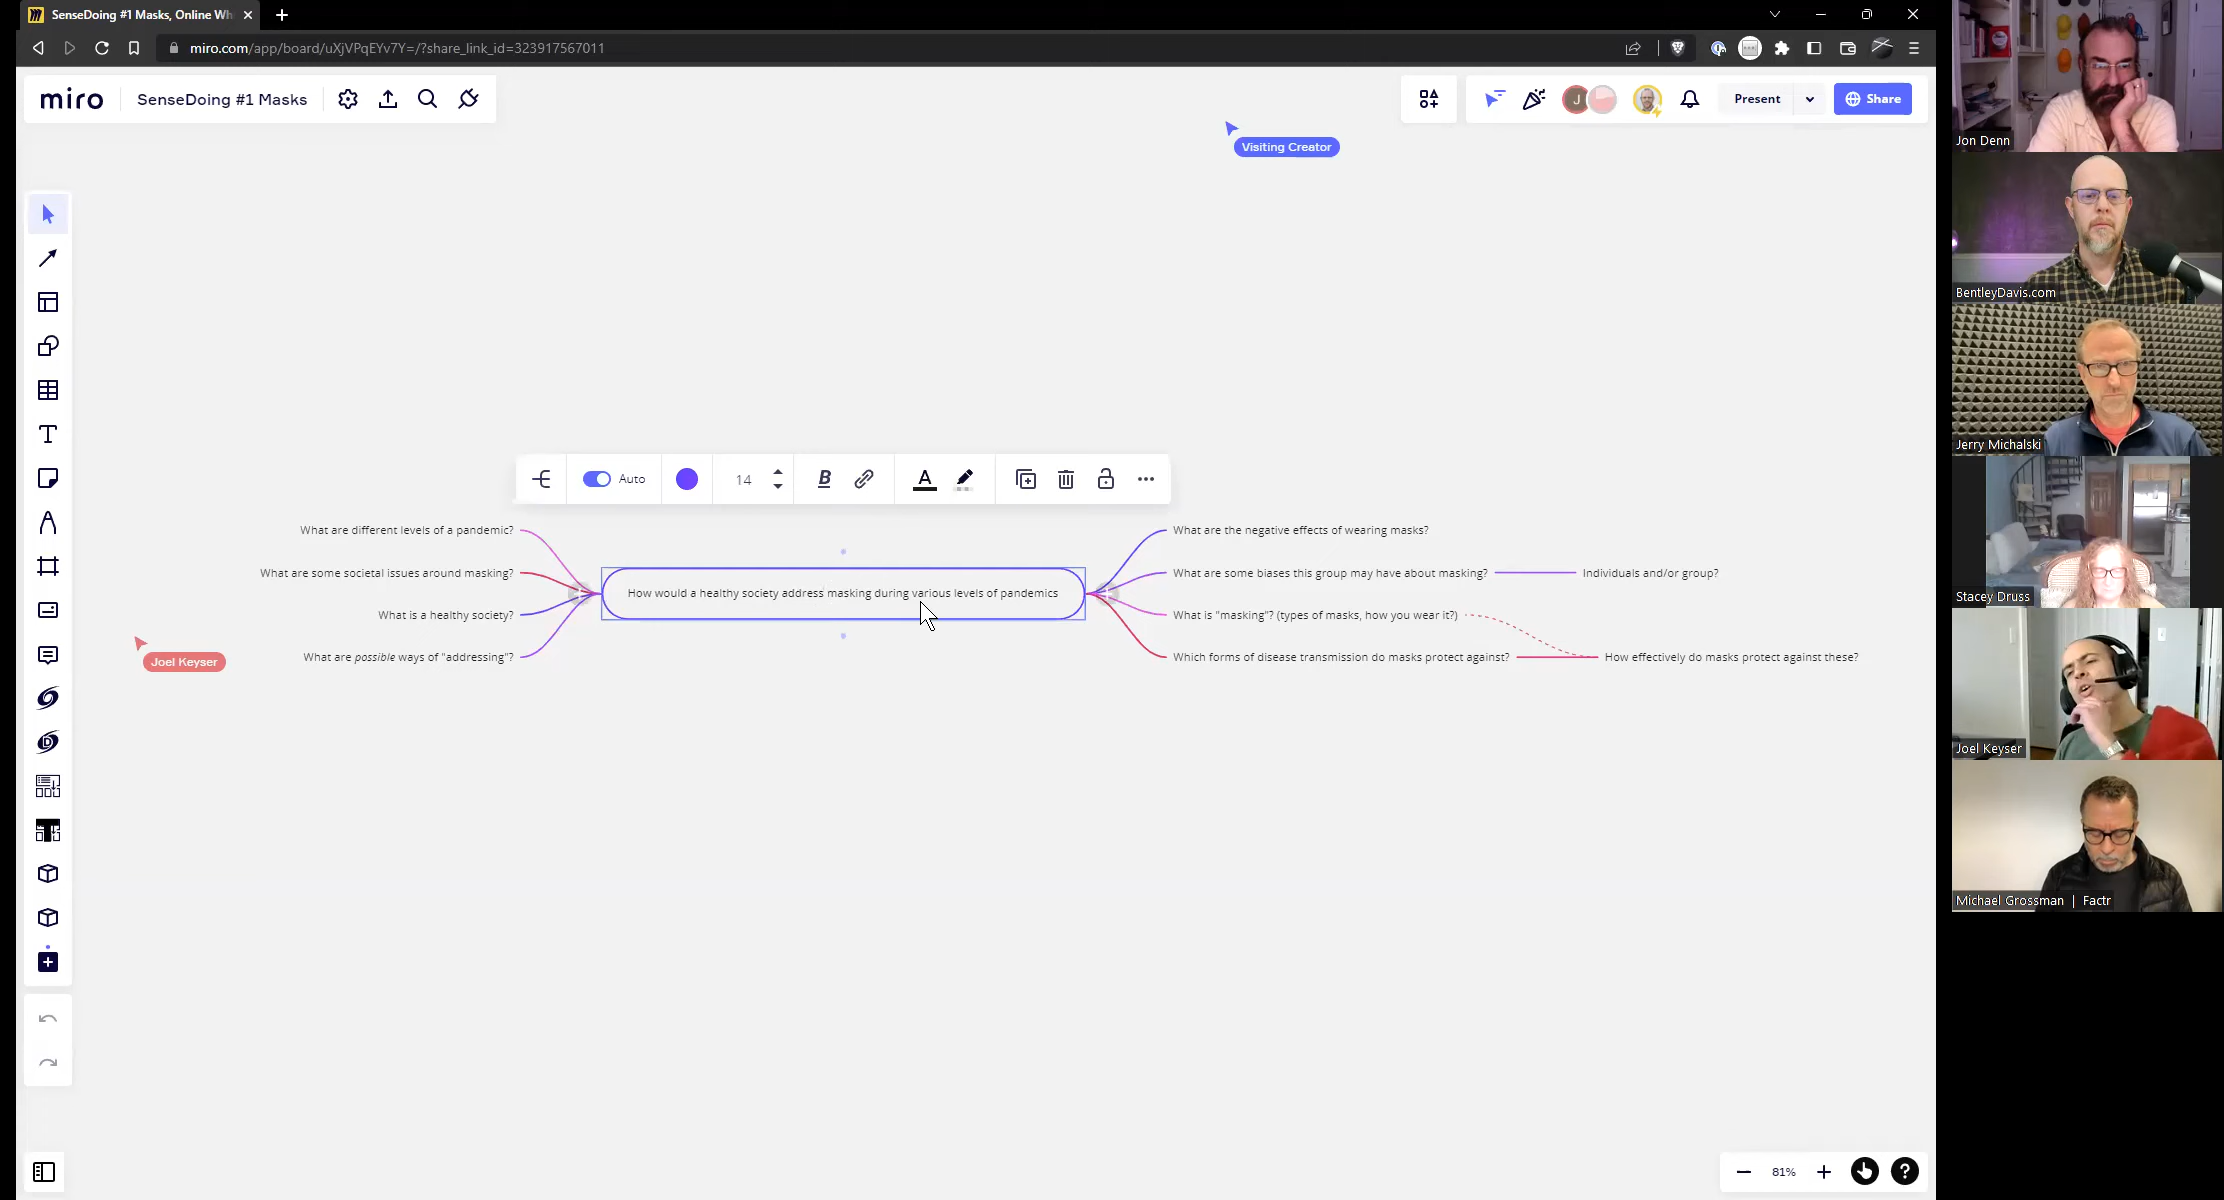 SenseDoing #1 Masks, Online Wh
miro.com/app/board/uXjVPqEYv7Y=/?share_link_id=323917567011
miro
SenseDoing #1 Masks
J
Present
Share
Visiting Creator
Auto
14
B
A
What are different levels of a pandemic?
What are some societal issues around masking?
What is a healthy society?
What are possible ways of "addressing"?
How would a healthy society address masking during various levels of pandemics
What are the negative effects of wearing masks?
What are some biases this group may have about masking?
Individuals and/or group?
What is "masking"? (types of masks, how you wear it?)
Which forms of disease transmission do masks protect against?
How effectively do masks protect against these?
Joel Keyser
81%
Jon Denn
BentleyDavis.com
Jerry Michalski
Stacey Druss
Joel Keyser
Michael Grossman | Factr